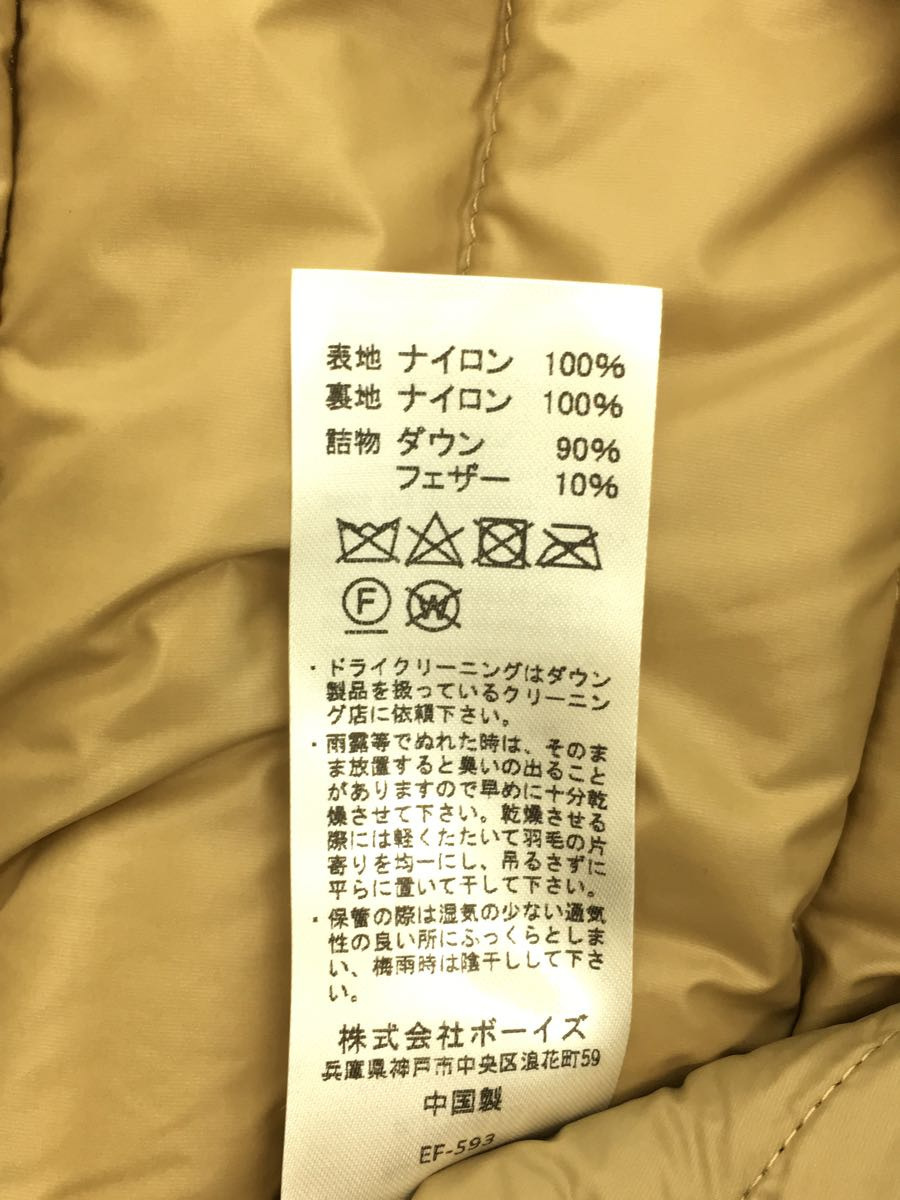 表地 ナイロン 100%
裏地 ナイロン 100%
詰物 ダウン 90%
フェザー 10%
F
W
・ドライクリーニングはダウン
製品を扱っているクリーニン
グ店に依頼下さい。
・雨露等でぬれた時は、そのま
ま放置すると臭いの出ること
がありますので早めに十分乾
燥させて下さい。乾燥させる
際には軽くたたいて羽毛の片
寄りを均一にし、吊るさずに
平らに置いて干して下さい。
・保管の際は湿気の少ない通気
性の良い所にふっくらとしま
い、梅雨時は陰干しして下さ
い。
株式会社ボーイズ
兵庫県神戸市中央区浪花町59
中国製
EF-593